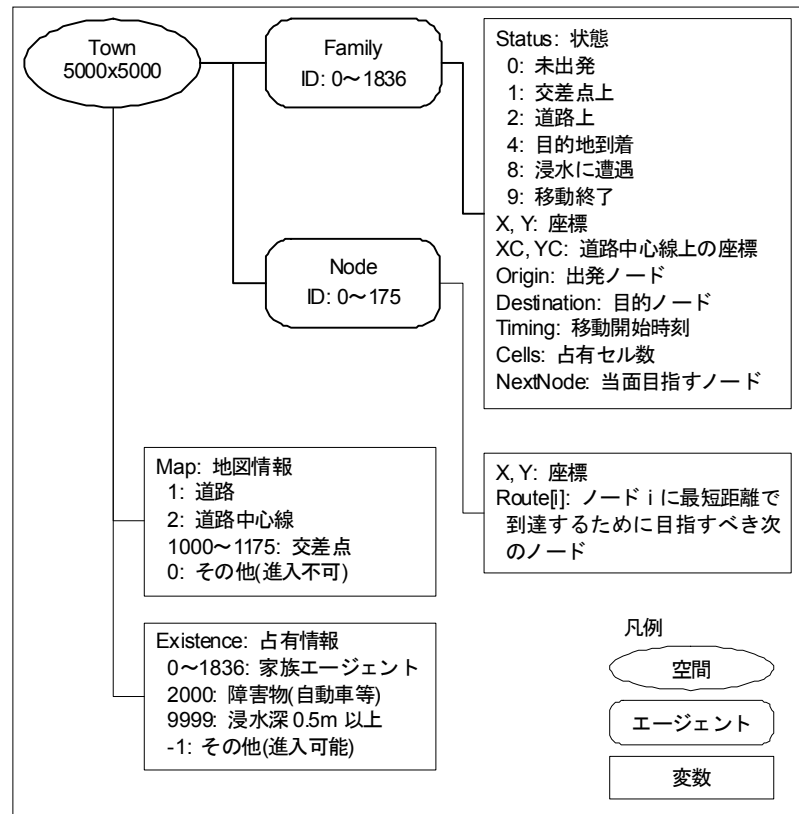 Town
5000x5000
Family
ID: 0～1836
Status: 状態
0: 未出発
1: 交差点上
2: 道路上
4: 目的地到着
8: 浸水に遭遇
9: 移動終了
X, Y: 座標
XC, YC: 道路中心線上の座標
Origin: 出発ノード
Destination: 目的ノード
Timing: 移動開始時刻
Cells: 占有セル数
NextNode: 当面目指すノード
Node
ID: 0～175
X, Y: 座標
Route[i]: ノード i に最短距離で
到達するために目指すべき次
のノード
Map: 地図情報
1: 道路
2: 道路中心線
1000～1175: 交差点
0: その他(進入不可)
Existence: 占有情報
0～1836: 家族エージェント
2000: 障害物(自動車等)
9999: 浸水深 0.5m 以上
-1: その他(進入可能)
凡例
空間
エージェント
変数